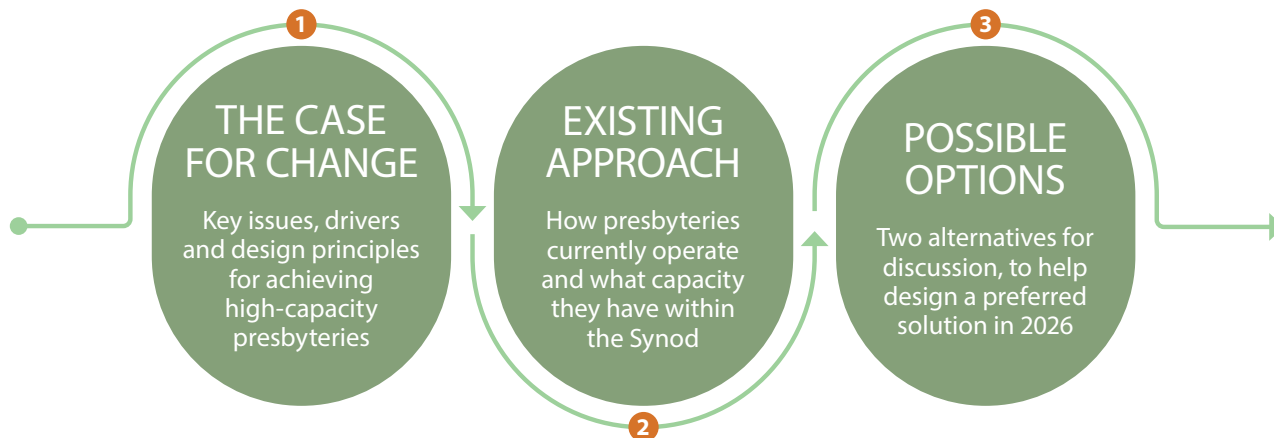 1
THE CASE
FOR CHANGE
Key issues, drivers
and design principles
for achieving
high-capacity
presbyteries
2
EXISTING
APPROACH
How presbyteries
currently operate
and what capacity
they have within
the Synod
3
POSSIBLE
OPTIONS
Two alternatives for
discussion, to help
design a preferred
solution in 2026